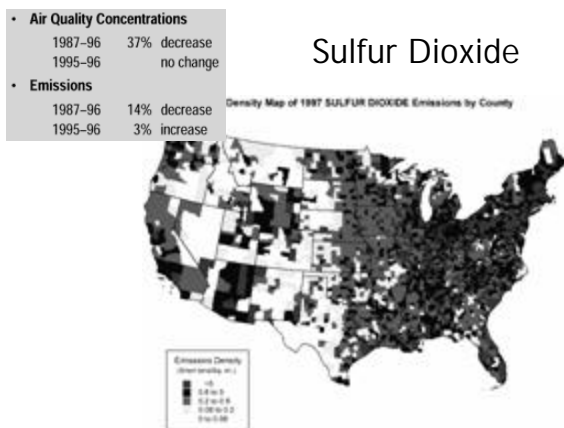 • Air Quality Concentrations
1987–96 37% decrease
1995–96 no change
• Emissions
1987–96 14% decrease
1995–96 3% increase
Sulfur Dioxide
Density Map of 1997 SULFUR DIOXIDE Emissions by County
Emissions Density